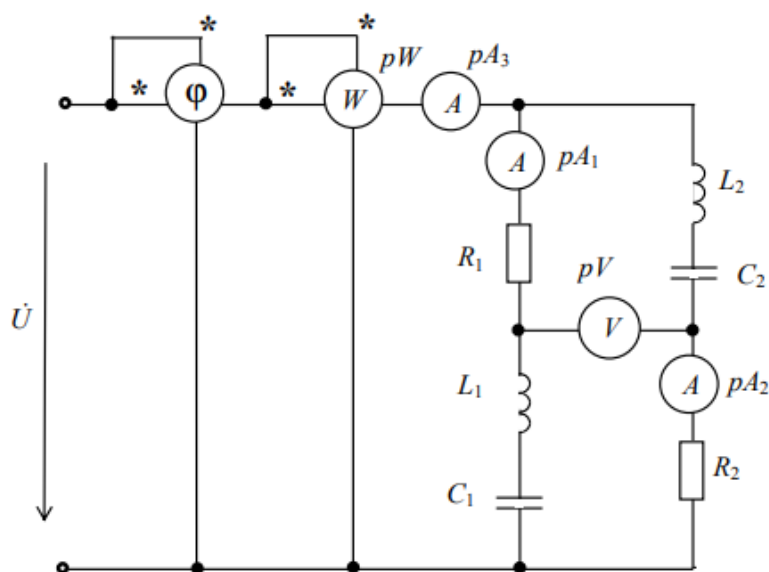 * *
pW pA₃
* φ * W A
A pA₁ L₂
R₁ pV C₂
U̇ V
L₁ A pA₂
C₁ R₂